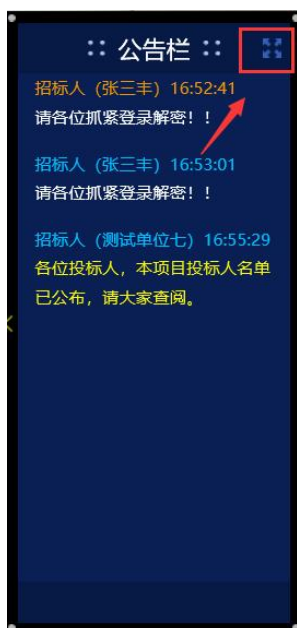 :: 公告栏 ::
招标人（张三丰）16:52:41
请各位抓紧登录解密！！
招标人（张三丰）16:53:01
请各位抓紧登录解密！！
招标人（测试单位七）16:55:29
各位投标人，本项目投标人名单
已公布，请大家查阅。